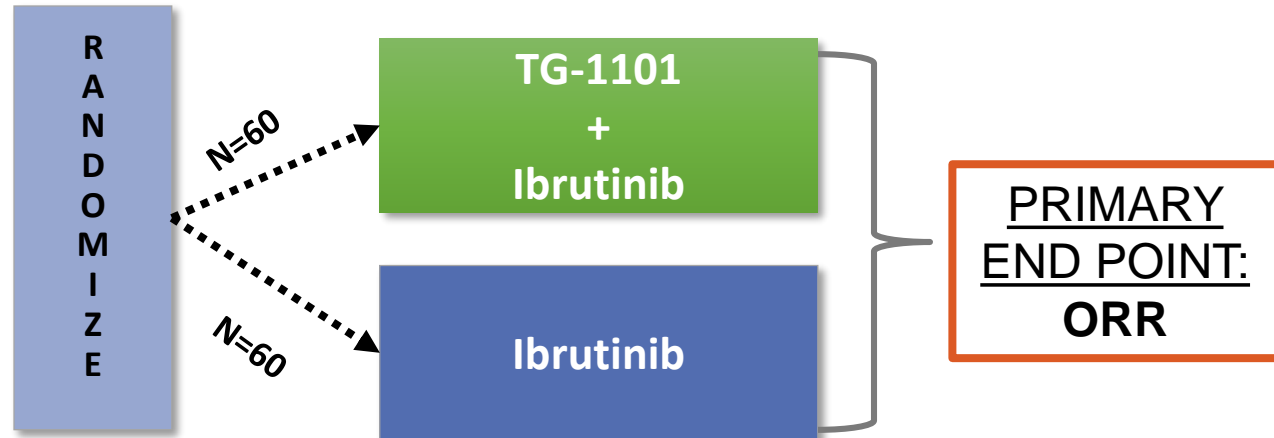 R
A
N
D
O
M
I
Z
E
N=60
N=60
TG-1101
+
Ibrutinib
Ibrutinib
PRIMARY
END POINT:
ORR